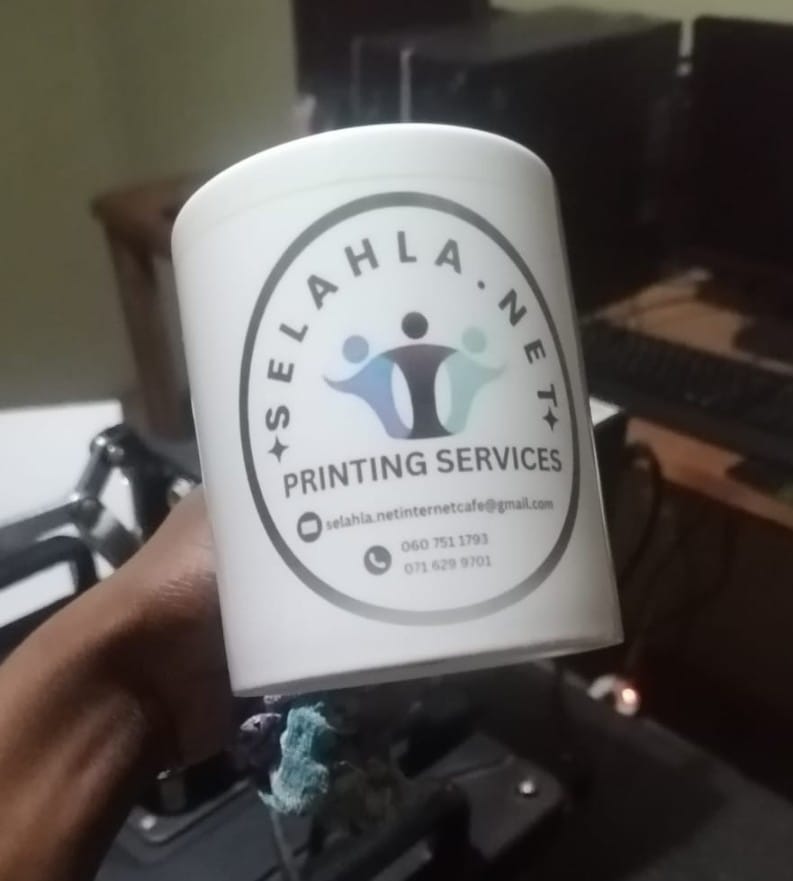 SELAHLA.NET
PRINTING SERVICES
selahla.netinternetcafe@gmail.com
060 751 1793
071 629 9701